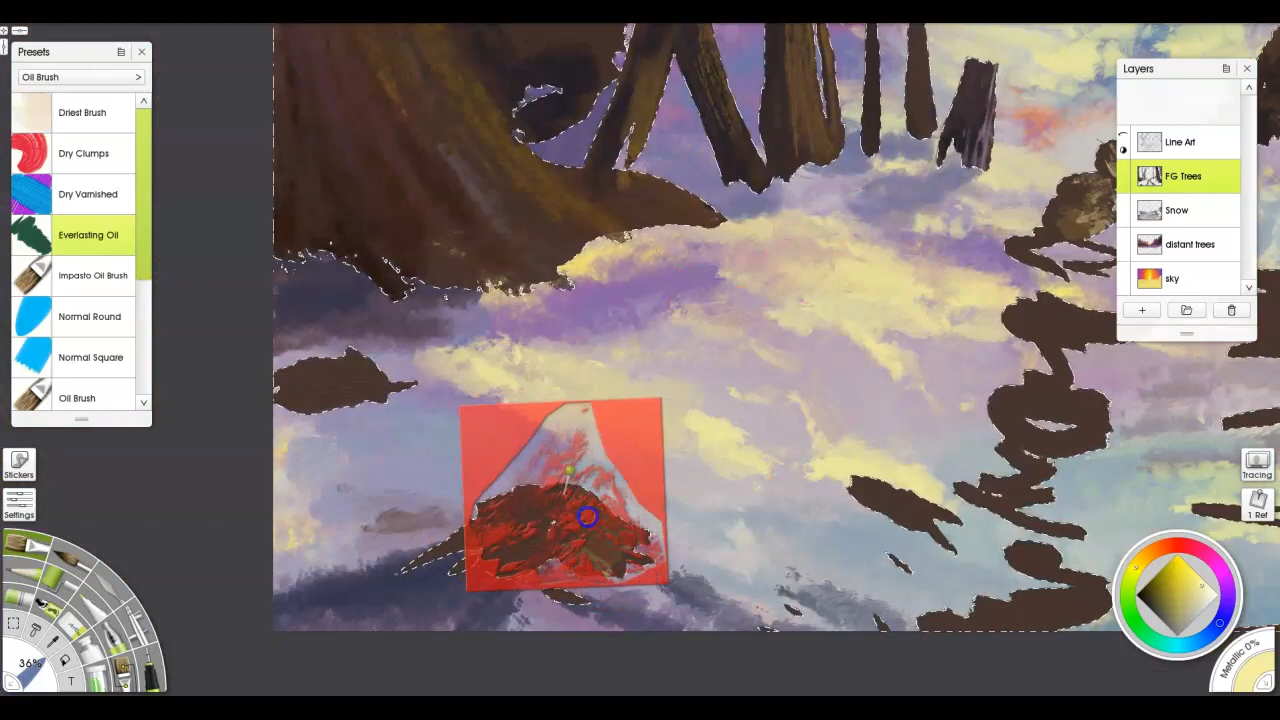 Presets
Oil Brush >
Driest Brush
Dry Clumps
Dry Varnished
Everlasting Oil
Impasto Oil Brush
Normal Round
Normal Square
Oil Brush
Stickers
Settings
36%
T
Layers
Line Art
FG Trees
Snow
distant trees
sky
Tracing
1 Ref
Metallic 0%